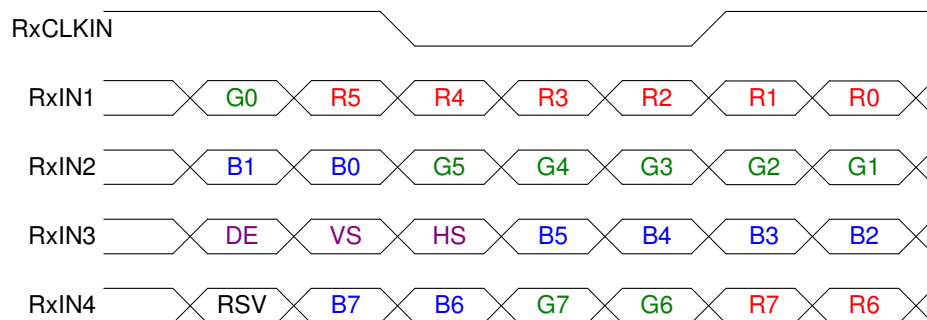 RxCLKIN
RxIN1 G0 R5 R4 R3 R2 R1 R0
RxIN2 B1 B0 G5 G4 G3 G2 G1
RxIN3 DE VS HS B5 B4 B3 B2
RxIN4 RSV B7 B6 G7 G6 R7 R6